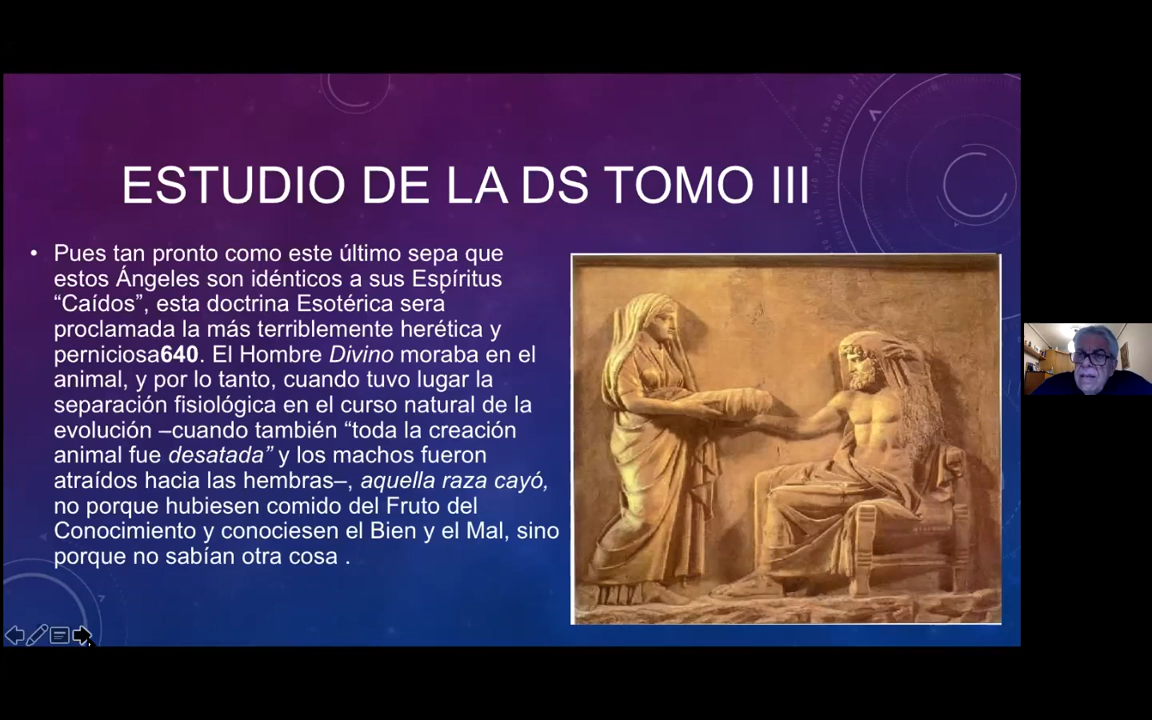 ESTUDIO DE LA DS TOMO III
• Pues tan pronto como este último sepa que
estos Ángeles son idénticos a sus Espíritus
“Caídos”, esta doctrina Esotérica será
proclamada la más terriblemente herética y
perniciosa640. El Hombre Divino moraba en el
animal, y por lo tanto, cuando tuvo lugar la
separación fisiológica en el curso natural de la
evolución –cuando también “toda la creación
animal fue desatada” y los machos fueron
atraídos hacia las hembras–, aquella raza cayó,
no porque hubiesen comido del Fruto del
Conocimiento y conociesen el Bien y el Mal, sino
porque no sabían otra cosa .